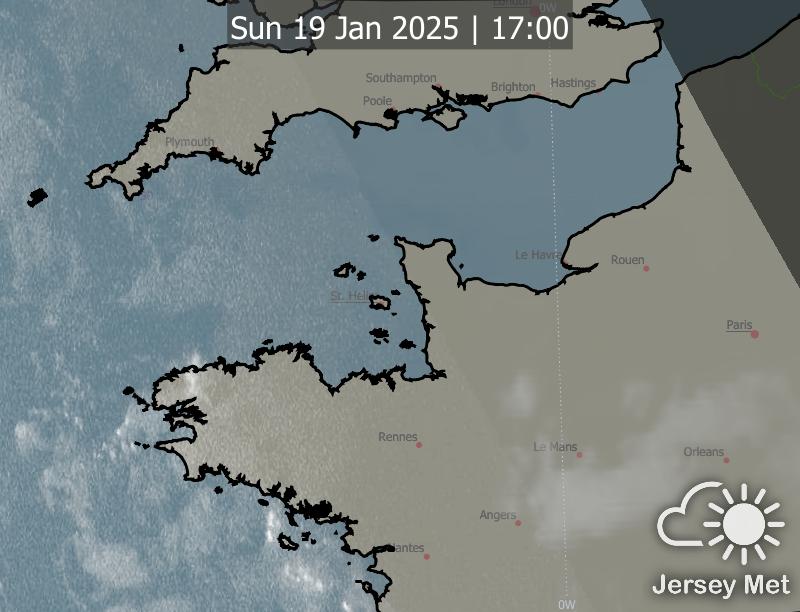 London
0W
Sun 19 Jan 2025 | 17:00
Southampton
Brighton
Hastings
Poole
Plymouth
Le Havre
Rouen
St. Helier
Paris
Rennes
Le Mans
Orleans
Angers
Nantes
Jersey Met
0W